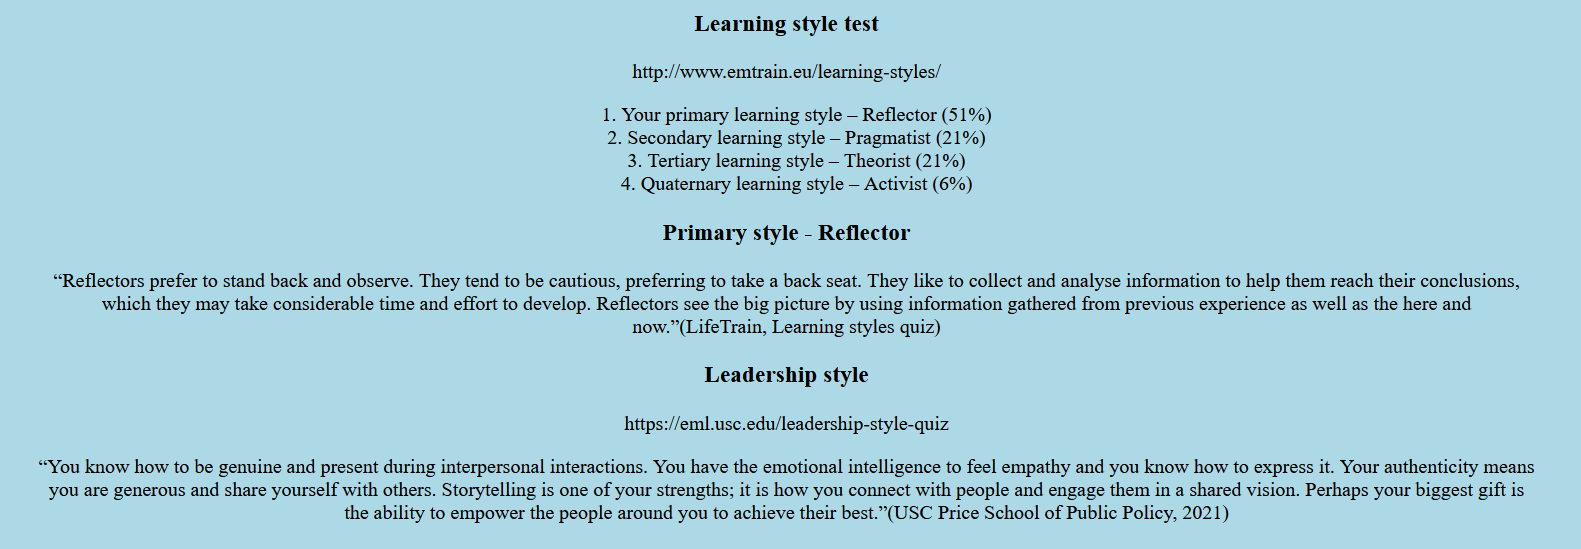 Learning style test
http://www.emtrain.eu/learning-styles/
1. Your primary learning style – Reflector (51%)
2. Secondary learning style – Pragmatist (21%)
3. Tertiary learning style – Theorist (21%)
4. Quaternary learning style – Activist (6%)
Primary style - Reflector
“Reflectors prefer to stand back and observe. They tend to be cautious, preferring to take a back seat. They like to collect and analyse information to help them reach their conclusions,
which they may take considerable time and effort to develop. Reflectors see the big picture by using information gathered from previous experience as well as the here and
now.”(LifeTrain, Learning styles quiz)
Leadership style
https://eml.usc.edu/leadership-style-quiz
“You know how to be genuine and present during interpersonal interactions. You have the emotional intelligence to feel empathy and you know how to express it. Your authenticity means
you are generous and share yourself with others. Storytelling is one of your strengths; it is how you connect with people and engage them in a shared vision. Perhaps your biggest gift is
the ability to empower the people around you to achieve their best.”(USC Price School of Public Policy, 2021)